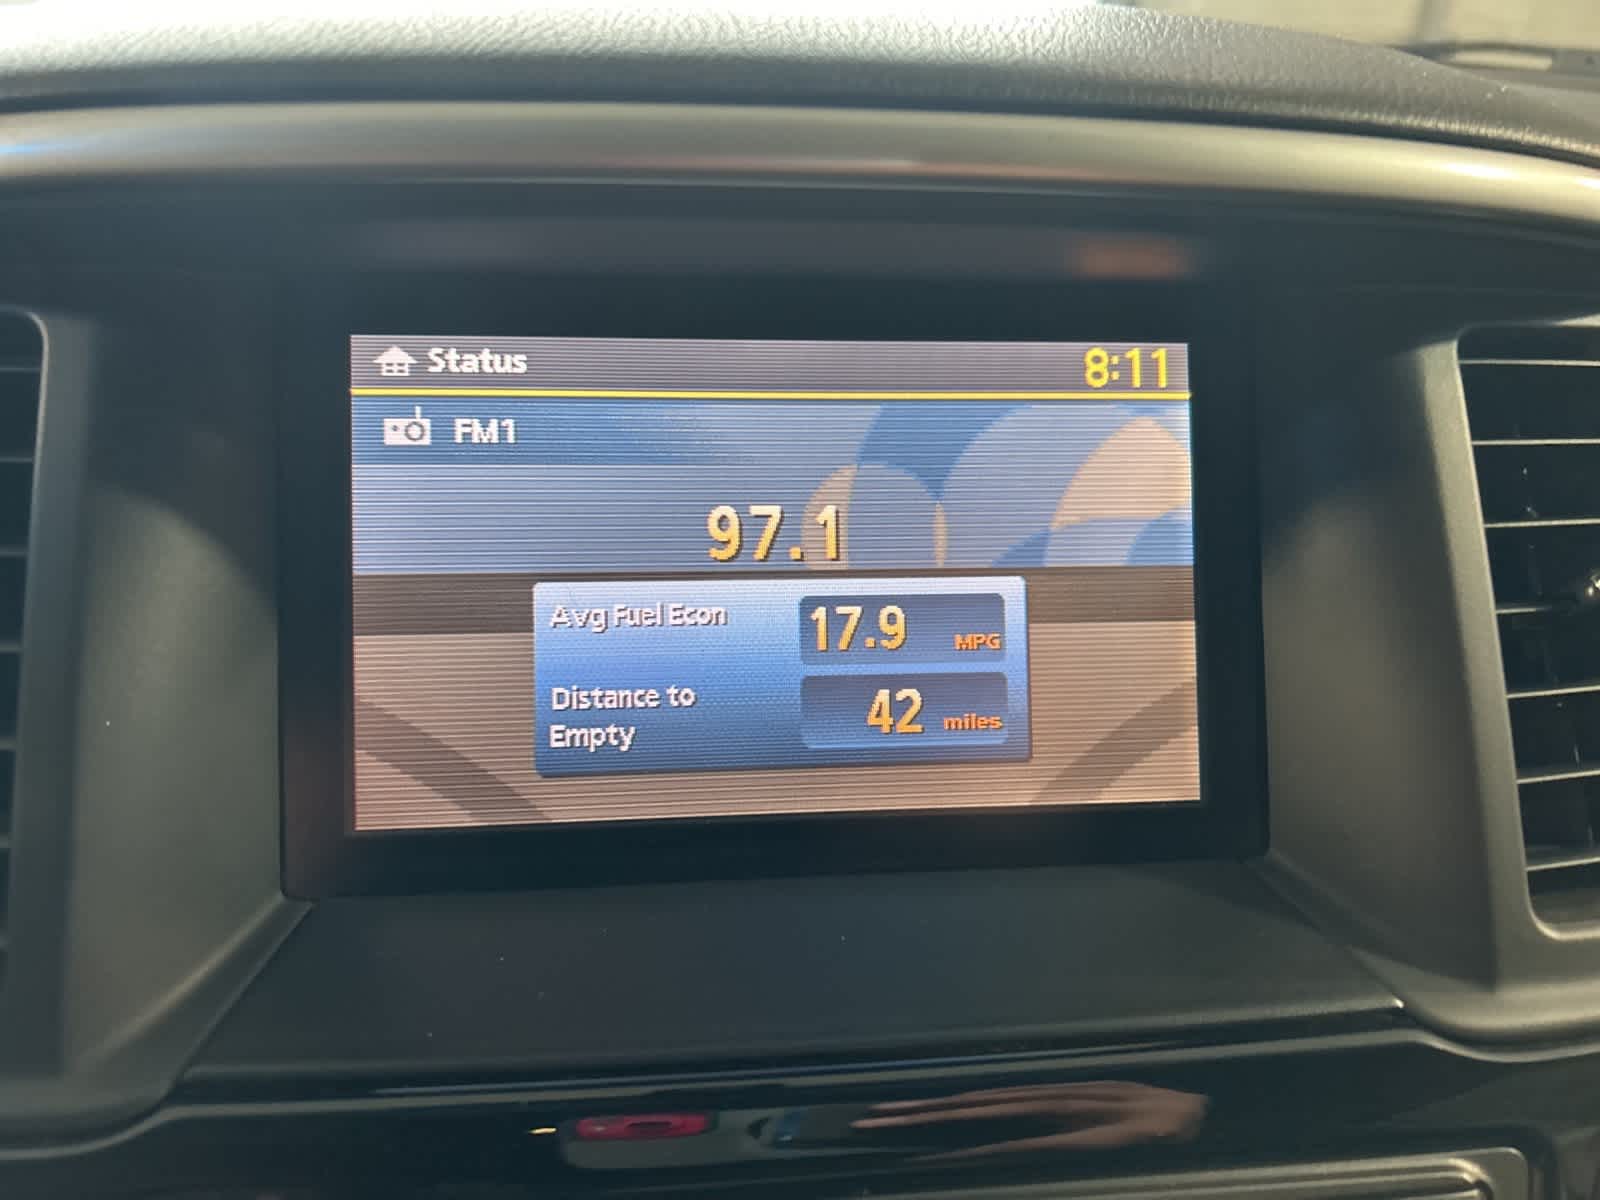 Status
8:11
FM1
97.1
Avg Fuel Econ
17.9 MPG
Distance to
Empty
42 miles